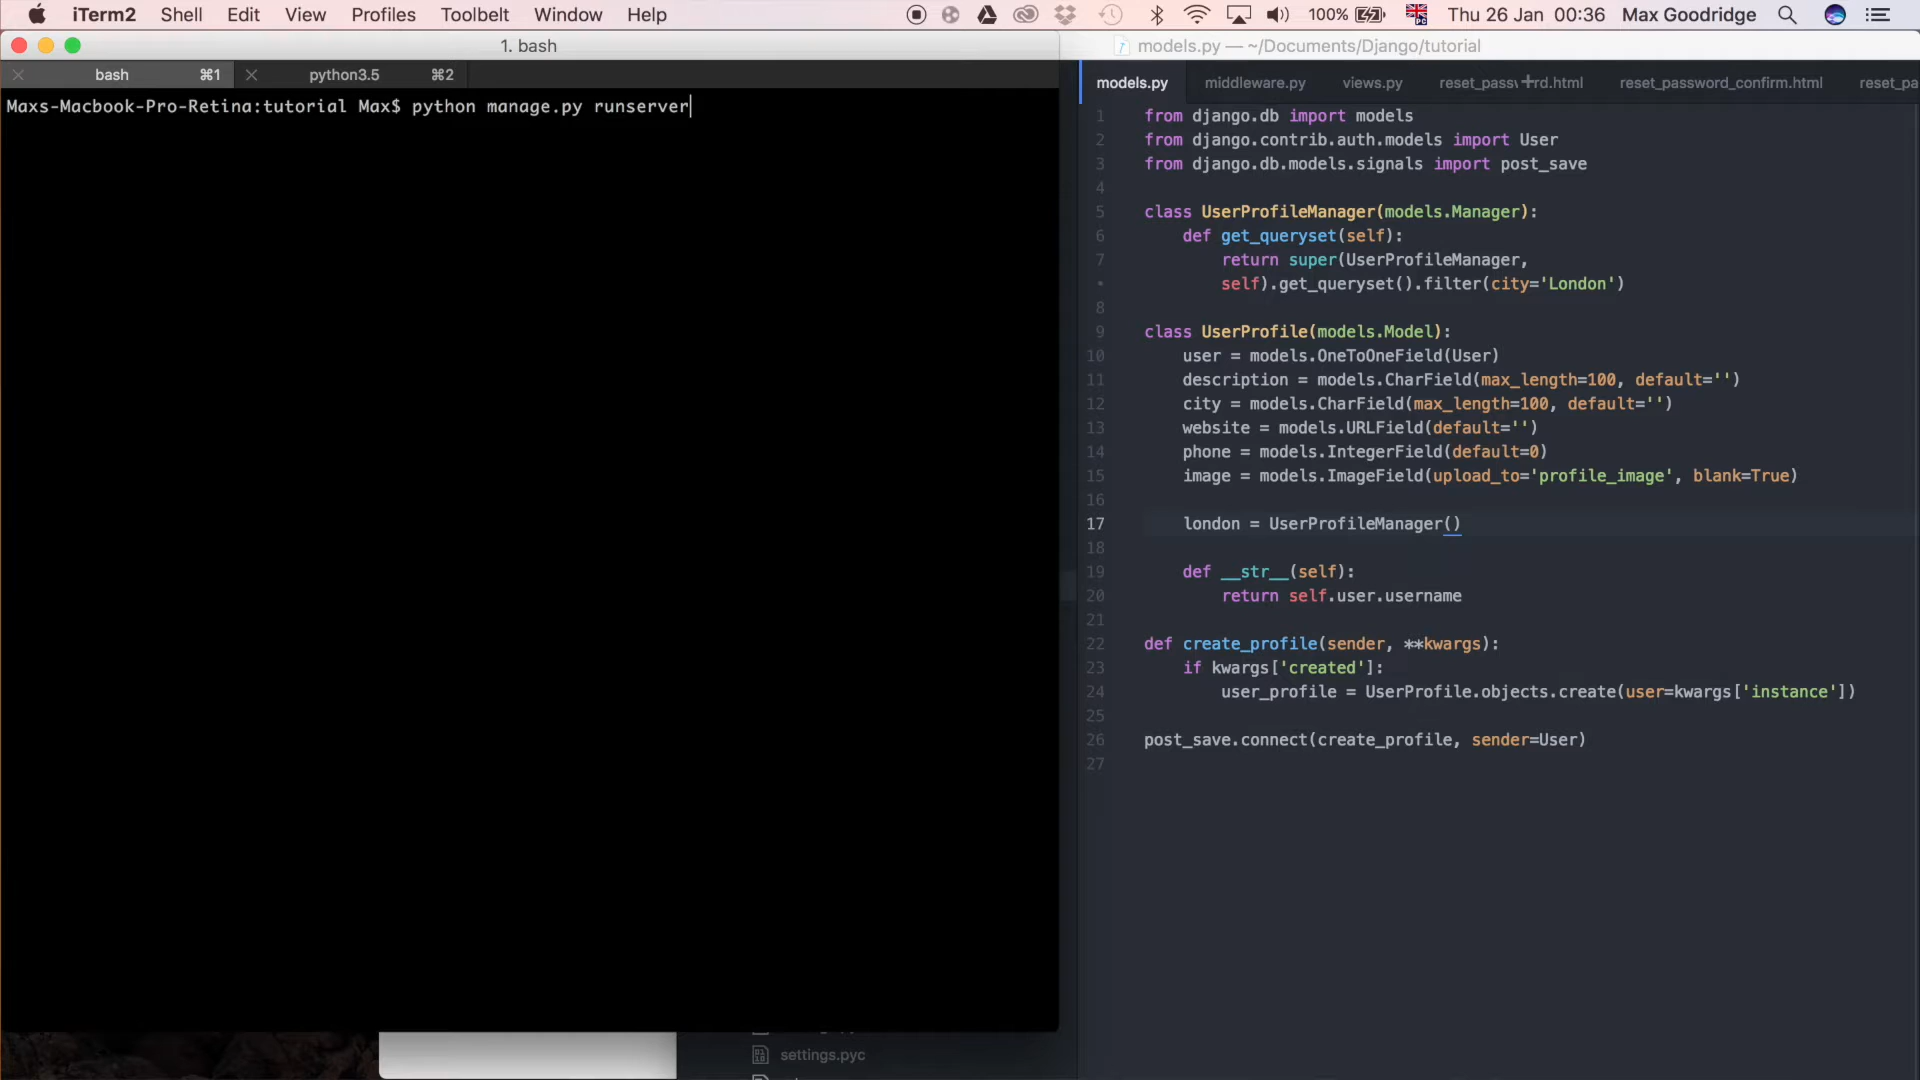 iTerm2 Shell Edit View Profiles Toolbelt Window Help 100% Thu 26 Jan 00:36 Max Goodridge
1. bash
models.py — ~/Documents/Django/tutorial
bash ⌘1 python3.5 ⌘2
models.py middleware.py views.py reset_passw rd.html reset_password_confirm.html reset_pa
Maxs-Macbook-Pro-Retina:tutorial Max$ python manage.py runserver
1 from django.db import models
2 from django.contrib.auth.models import User
3 from django.db.models.signals import post_save
4
5 class UserProfileManager(models.Manager):
6 def get_queryset(self):
7 return super(UserProfileManager,
• self).get_queryset().filter(city='London')
8
9 class UserProfile(models.Model):
10 user = models.OneToOneField(User)
11 description = models.CharField(max_length=100, default='')
12 city = models.CharField(max_length=100, default='')
13 website = models.URLField(default='')
14 phone = models.IntegerField(default=0)
15 image = models.ImageField(upload_to='profile_image', blank=True)
16
17 london = UserProfileManager()
18
19 def __str__(self):
20 return self.user.username
21
22 def create_profile(sender, **kwargs):
23 if kwargs['created']:
24 user_profile = UserProfile.objects.create(user=kwargs['instance'])
25
26 post_save.connect(create_profile, sender=User)
27
settings.pyc